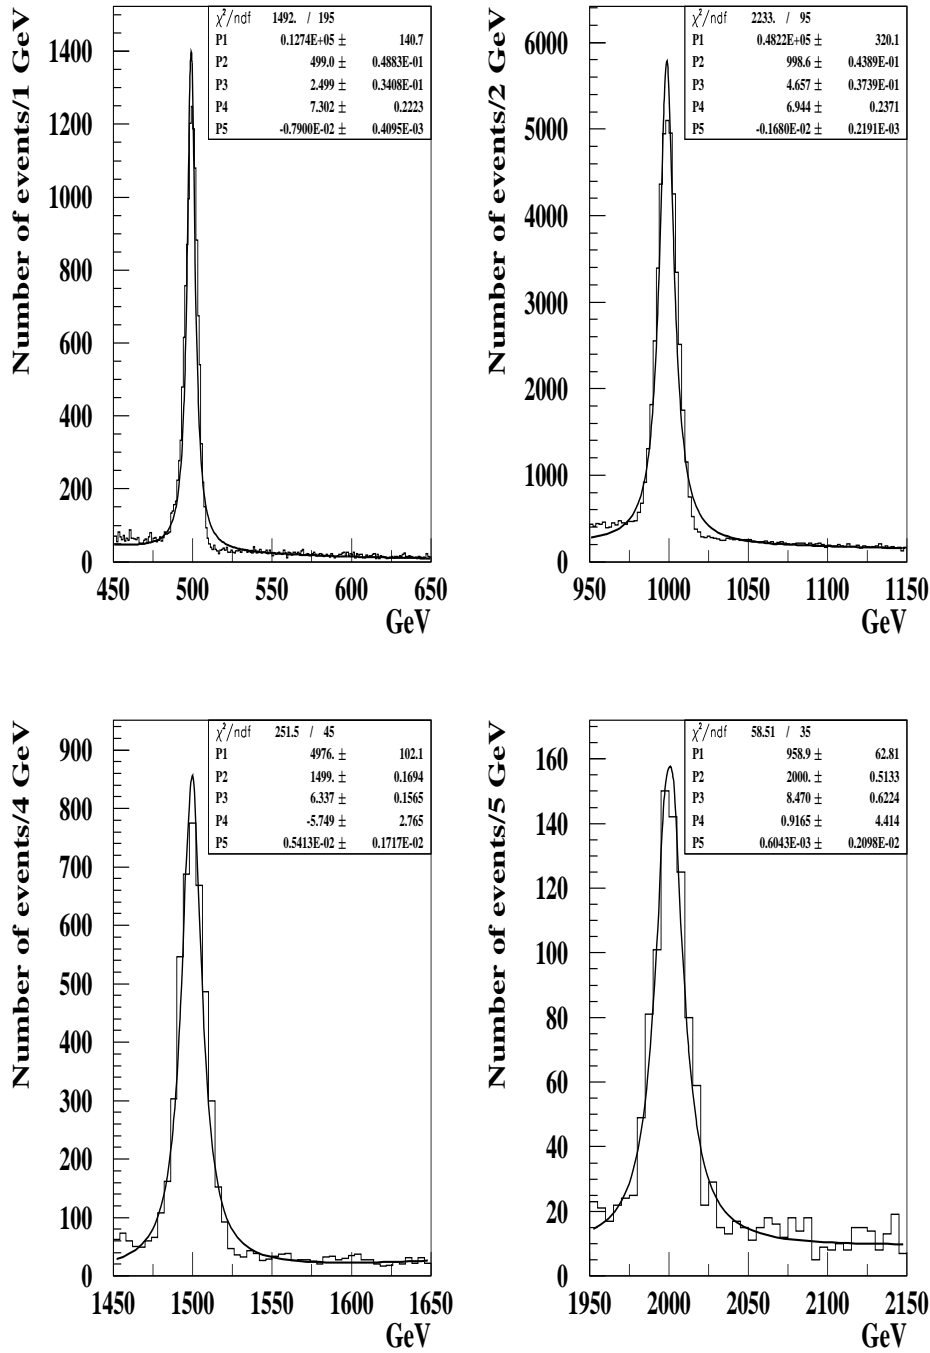 Number of events/1 GeV
χ²/ndf 1492. / 195
P1 0.1274E+05 ± 140.7
P2 499.0 ± 0.4883E-01
P3 2.499 ± 0.3408E-01
P4 7.302 ± 0.2223
P5 -0.7900E-02 ± 0.4095E-03
1400
1200
1000
800
600
400
200
0
450 500 550 600 650
GeV
Number of events/2 GeV
χ²/ndf 2233. / 95
P1 0.4822E+05 ± 320.1
P2 998.6 ± 0.4389E-01
P3 4.657 ± 0.3739E-01
P4 6.944 ± 0.2371
P5 -0.1680E-02 ± 0.2191E-03
6000
5000
4000
3000
2000
1000
0
950 1000 1050 1100 1150
GeV
Number of events/4 GeV
χ²/ndf 251.5 / 45
P1 4976. ± 102.1
P2 1499. ± 0.1694
P3 6.337 ± 0.1565
P4 -5.749 ± 2.765
P5 0.5413E-02 ± 0.1717E-02
900
800
700
600
500
400
300
200
100
0
1450 1500 1550 1600 1650
GeV
Number of events/5 GeV
χ²/ndf 58.51 / 35
P1 958.9 ± 62.81
P2 2000. ± 0.5133
P3 8.470 ± 0.6224
P4 0.9165 ± 4.414
P5 0.6043E-03 ± 0.2098E-02
160
140
120
100
80
60
40
20
0
1950 2000 2050 2100 2150
GeV